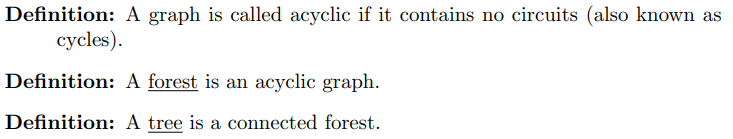 Definition: A graph is called acyclic if it contains no circuits (also known as
cycles).
Definition: A forest is an acyclic graph.
Definition: A tree is a connected forest.